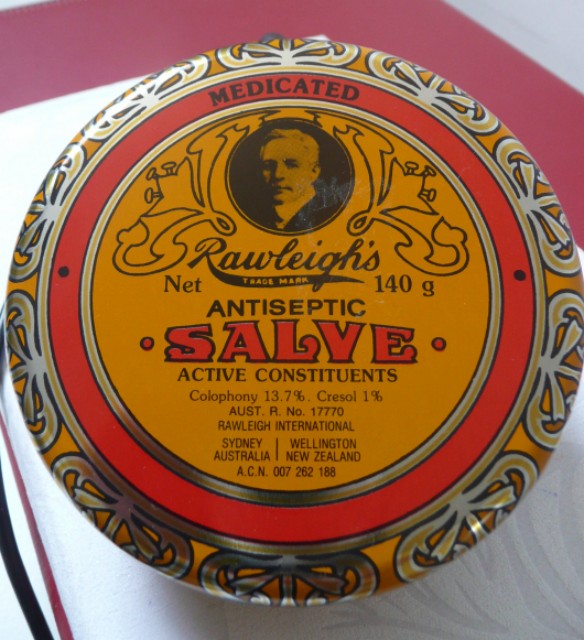 MEDICATED
Rawleigh's
TRADE MARK
Net 140 g
ANTISEPTIC
• SALVE •
ACTIVE CONSTITUENTS
Colophony 13.7%. Cresol 1%
AUST. R. No. 17770
RAWLEIGH INTERNATIONAL
SYDNEY | WELLINGTON
AUSTRALIA | NEW ZEALAND
A.C.N. 007 262 188